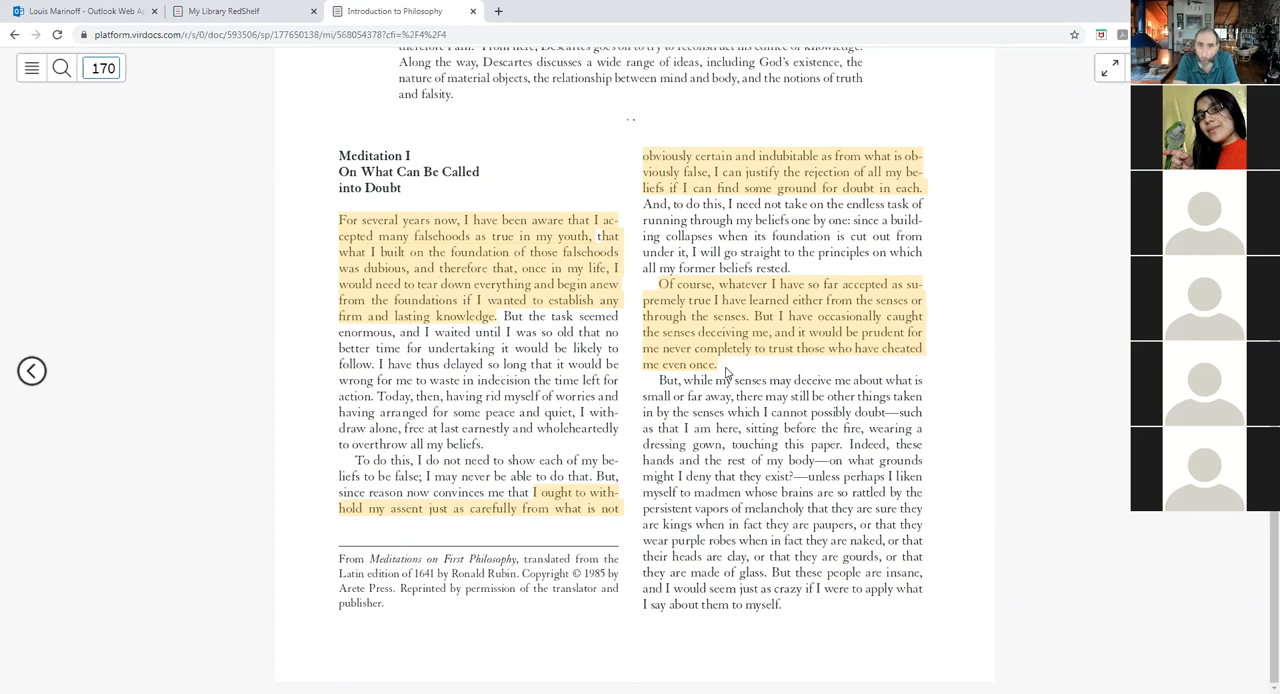 Louis Marinoff - Outlook Web A
My Library RedShelf
Introduction to Philosophy
platform.virdocs.com/r/s/0/doc/593506/sp/177650138/mi/568054378?cfi=%2F4%2F4
170
therefore I am." From here, Descartes goes on to try to reconstruct his edifice of knowledge.
Along the way, Descartes discusses a wide range of ideas, including God's existence, the
nature of material objects, the relationship between mind and body, and the notions of truth
and falsity.
Meditation I
On What Can Be Called
into Doubt
For several years now, I have been aware that I ac-
cepted many falsehoods as true in my youth, that
what I built on the foundation of those falsehoods
was dubious, and therefore that, once in my life, I
would need to tear down everything and begin anew
from the foundations if I wanted to establish any
firm and lasting knowledge. But the task seemed
enormous, and I waited until I was so old that no
better time for undertaking it would be likely to
follow. I have thus delayed so long that it would be
wrong for me to waste in indecision the time left for
action. Today, then, having rid myself of worries and
having arranged for some peace and quiet, I with-
draw alone, free at last earnestly and wholeheartedly
to overthrow all my beliefs.
To do this, I do not need to show each of my be-
liefs to be false; I may never be able to do that. But,
since reason now convinces me that I ought to with-
hold my assent just as carefully from what is not
From Meditations on First Philosophy, translated from the
Latin edition of 1641 by Ronald Rubin. Copyright © 1985 by
Arete Press. Reprinted by permission of the translator and
publisher.
obviously certain and indubitable as from what is ob-
viously false, I can justify the rejection of all my be-
liefs if I can find some ground for doubt in each.
And, to do this, I need not take on the endless task of
running through my beliefs one by one: since a build-
ing collapses when its foundation is cut out from
under it, I will go straight to the principles on which
all my former beliefs rested.
Of course, whatever I have so far accepted as su-
premely true I have learned either from the senses or
through the senses. But I have occasionally caught
the senses deceiving me, and it would be prudent for
me never completely to trust those who have cheated
me even once.
But, while my senses may deceive me about what is
small or far away, there may still be other things taken
in by the senses which I cannot possibly doubt—such
as that I am here, sitting before the fire, wearing a
dressing gown, touching this paper. Indeed, these
hands and the rest of my body—on what grounds
might I deny that they exist?—unless perhaps I liken
myself to madmen whose brains are so rattled by the
persistent vapors of melancholy that they are sure they
are kings when in fact they are paupers, or that they
wear purple robes when in fact they are naked, or that
their heads are clay, or that they are gourds, or that
they are made of glass. But these people are insane,
and I would seem just as crazy if I were to apply what
I say about them to myself.